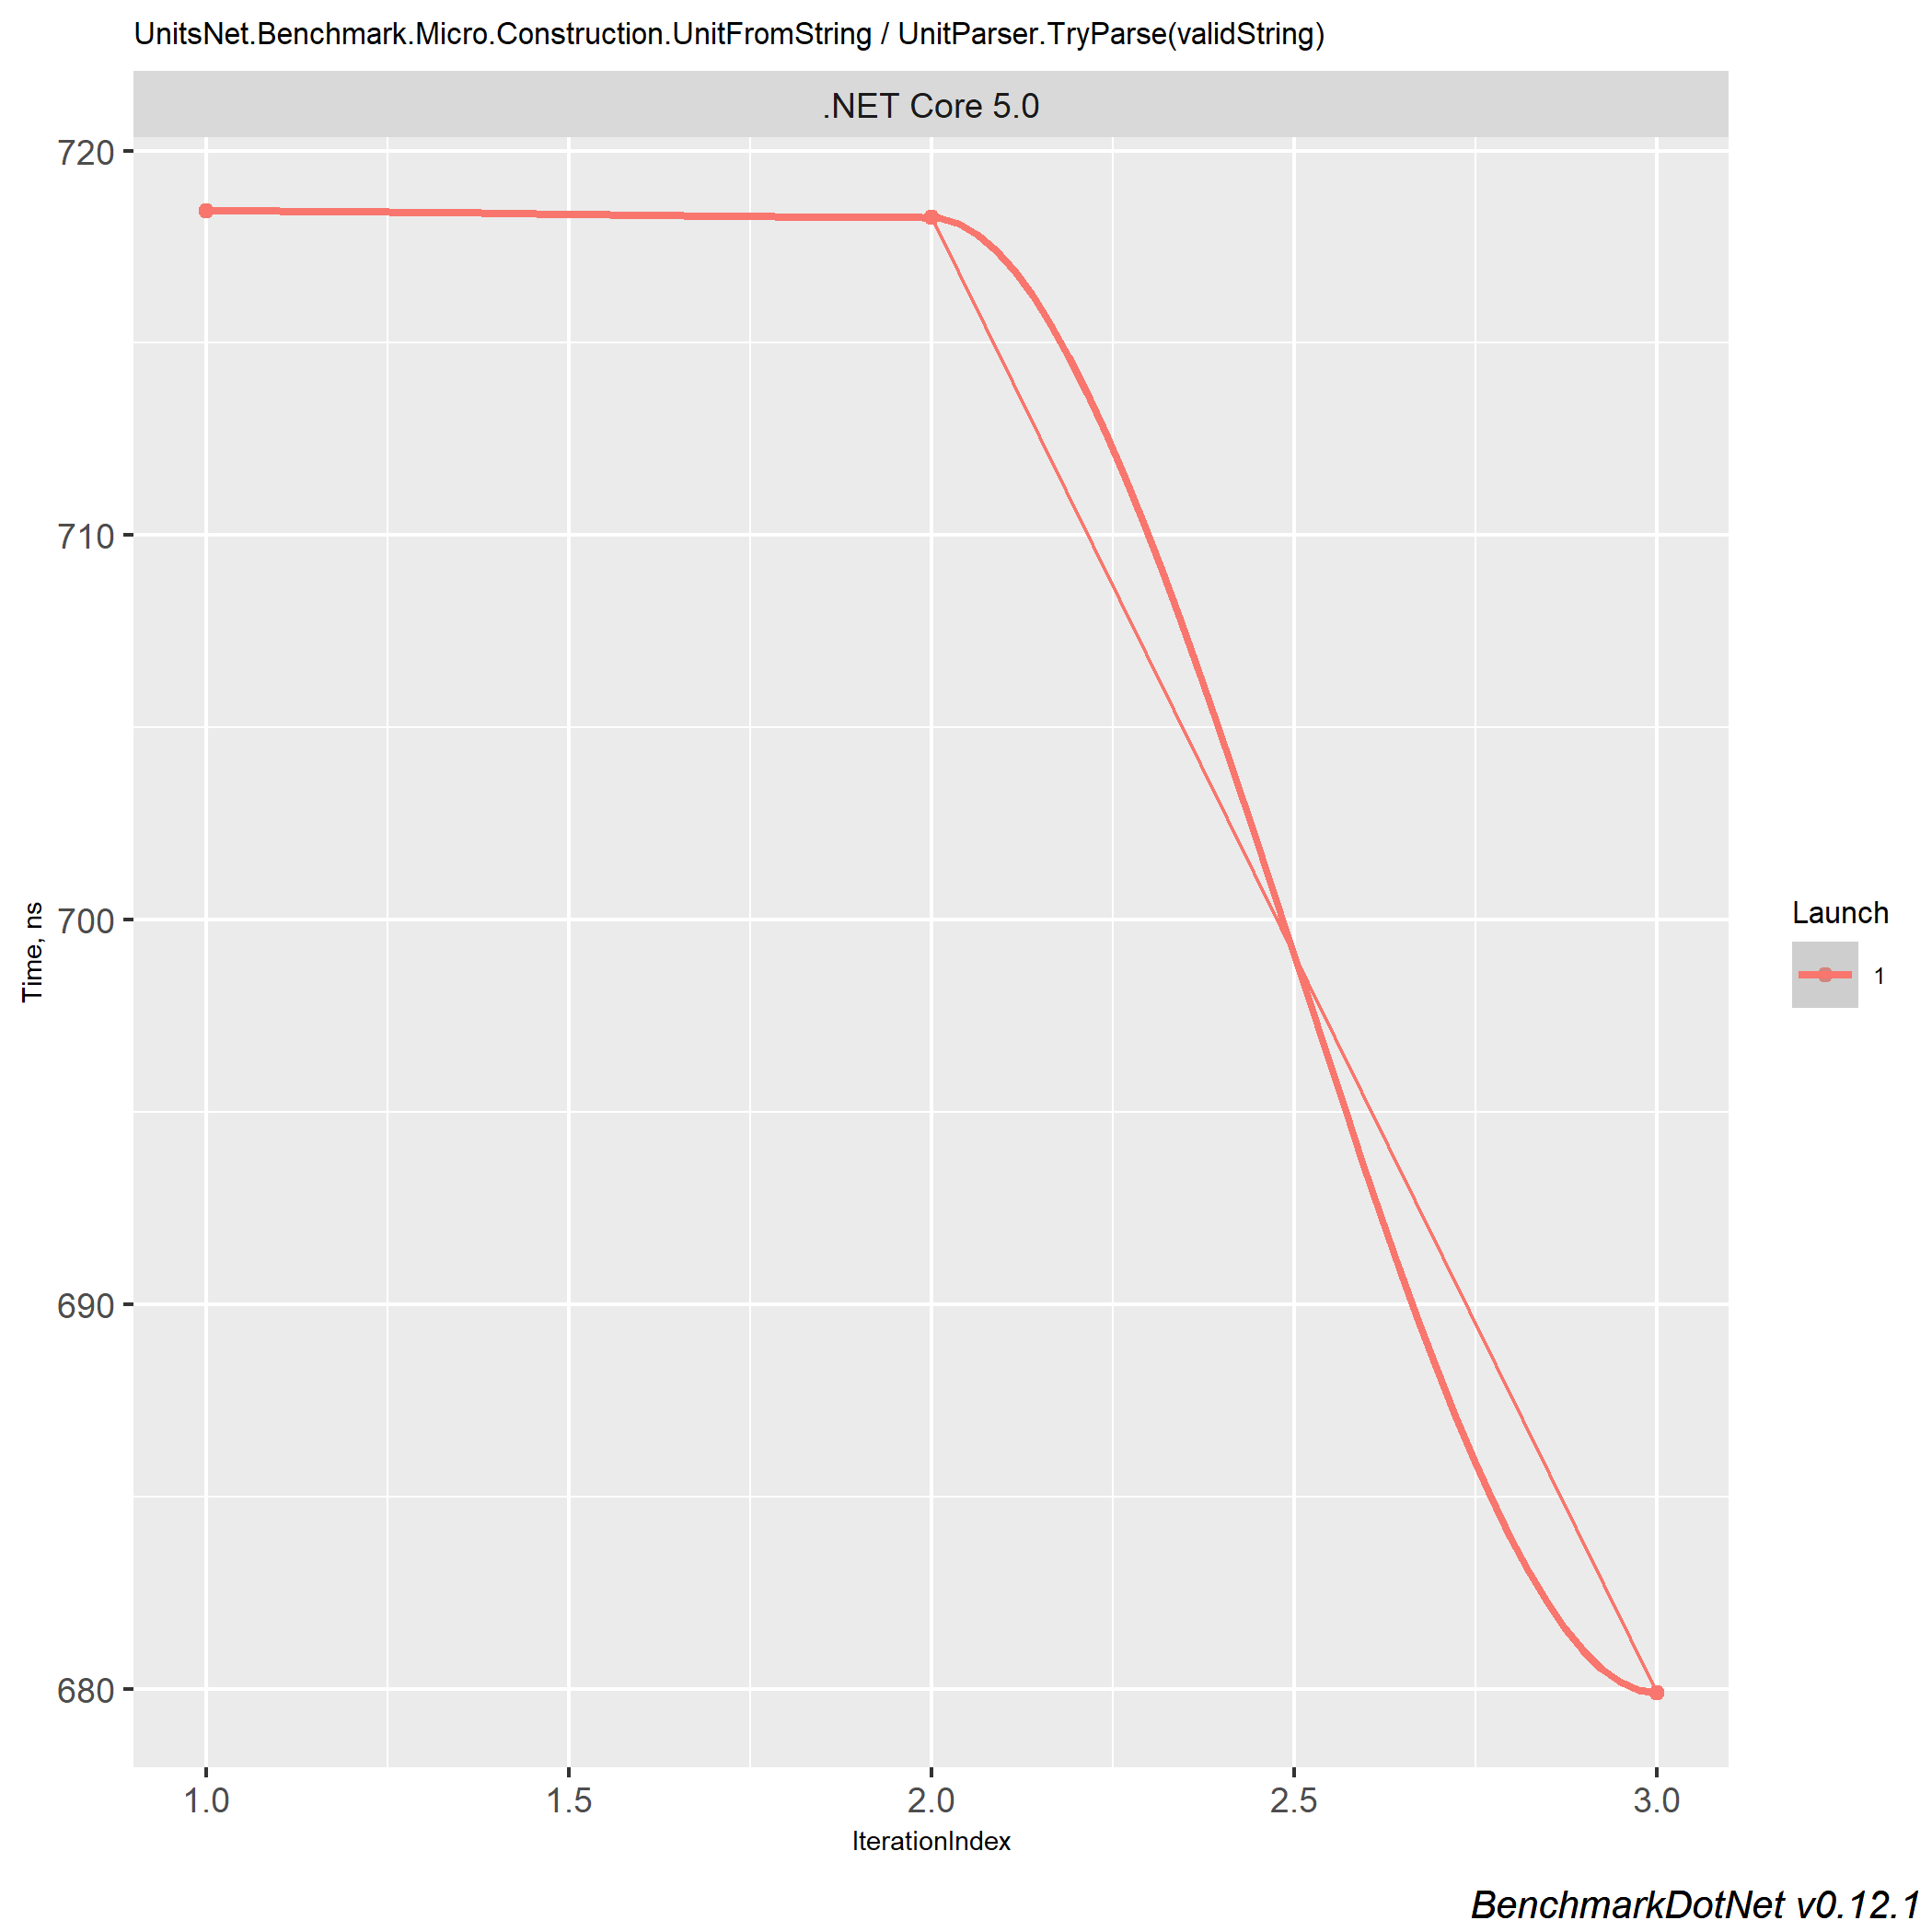 UnitsNet.Benchmark.Micro.Construction.UnitFromString / UnitParser.TryParse(validString)
.NET Core 5.0
720
710
700
690
680
Time, ns
1.0 1.5 2.0 2.5 3.0
IterationIndex
Launch
1
BenchmarkDotNet v0.12.1